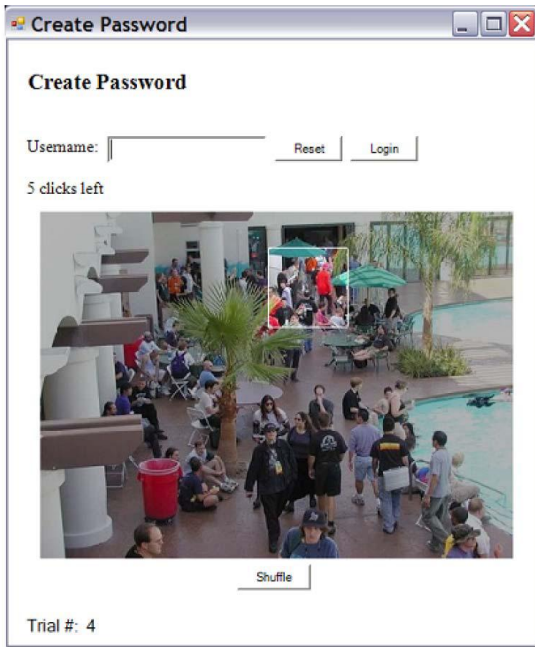 Create Password
Create Password
Username: Reset Login
5 clicks left
Shuffle
Trial #: 4